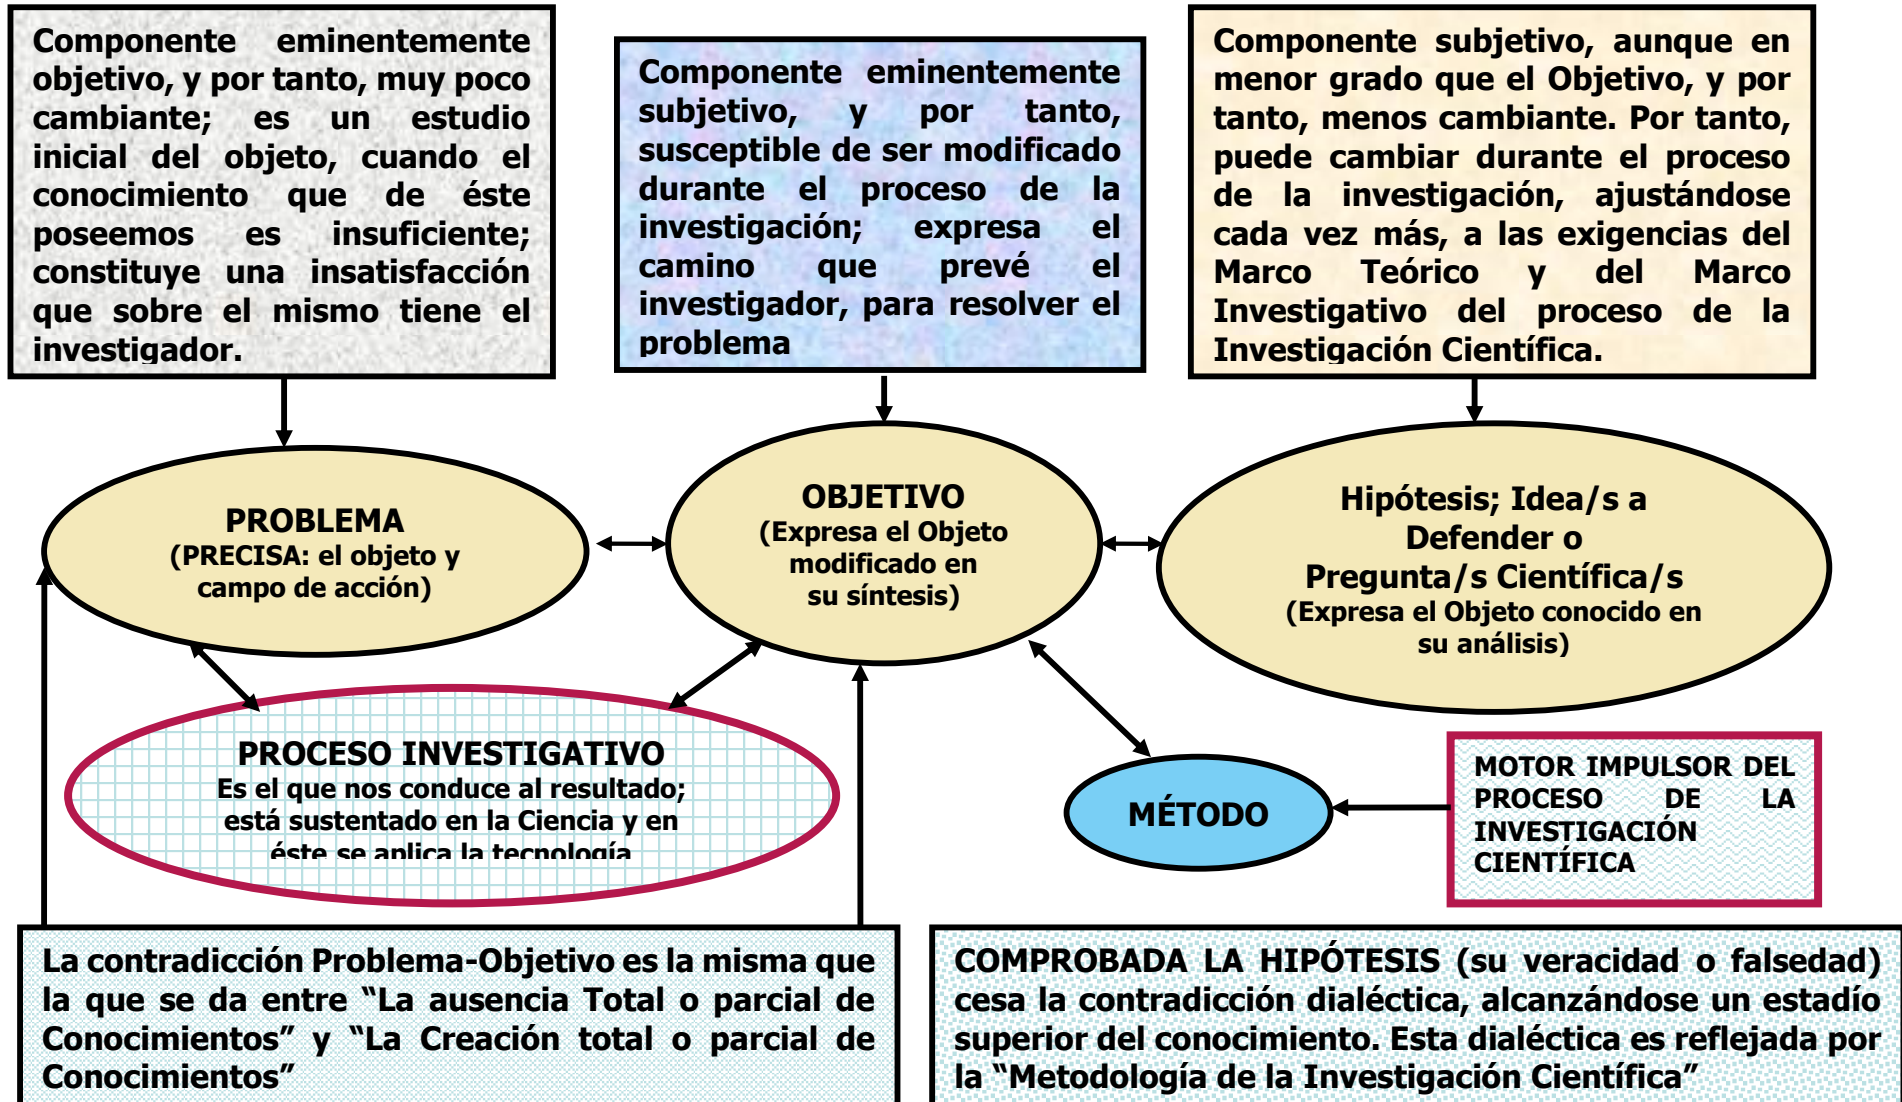 Componente eminentemente
objetivo, y por tanto, muy poco
cambiante; es un estudio
inicial del objeto, cuando el
conocimiento que de éste
poseemos es insuficiente;
constituye una insatisfacción
que sobre el mismo tiene el
investigador.
Componente eminentemente
subjetivo, y por tanto,
susceptible de ser modificado
durante el proceso de la
investigación; expresa el
camino que prevé el
investigador, para resolver el
problema
Componente subjetivo, aunque en
menor grado que el Objetivo, y por
tanto, menos cambiante. Por tanto,
puede cambiar durante el proceso
de la investigación, ajustándose
cada vez más, a las exigencias del
Marco Teórico y del Marco
Investigativo del proceso de la
Investigación Científica.
PROBLEMA
(PRECISA: el objeto y
campo de acción)
OBJETIVO
(Expresa el Objeto
modificado en
su síntesis)
Hipótesis; Idea/s a
Defender o
Pregunta/s Científica/s
(Expresa el Objeto conocido en
su análisis)
PROCESO INVESTIGATIVO
Es el que nos conduce al resultado;
está sustentado en la Ciencia y en
éste se aplica la tecnología
MÉTODO
MOTOR IMPULSOR DEL
PROCESO DE LA
INVESTIGACIÓN
CIENTÍFICA
La contradicción Problema-Objetivo es la misma que
la que se da entre “La ausencia Total o parcial de
Conocimientos” y “La Creación total o parcial de
Conocimientos”
COMPROBADA LA HIPÓTESIS (su veracidad o falsedad)
cesa la contradicción dialéctica, alcanzándose un estadío
superior del conocimiento. Esta dialéctica es reflejada por
la “Metodología de la Investigación Científica”